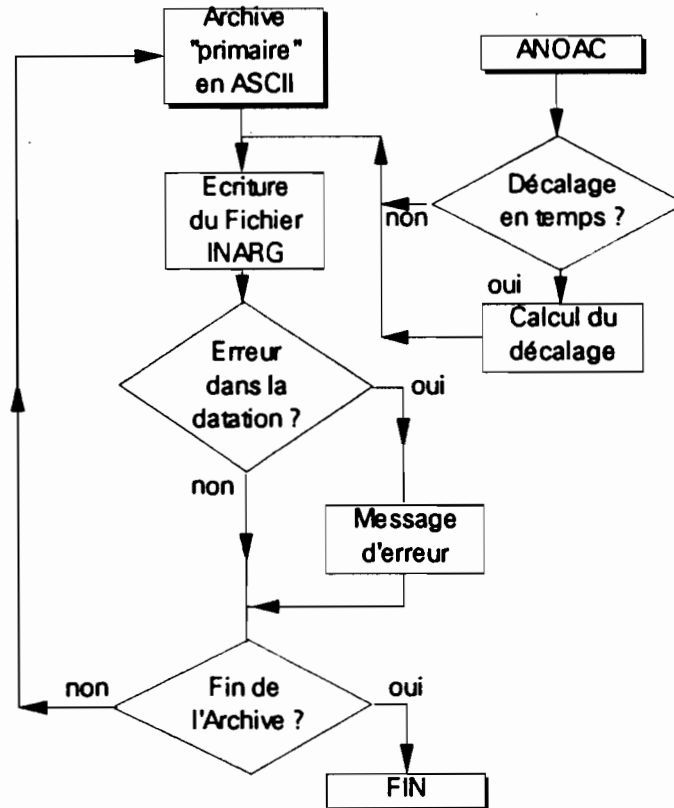 Archive
"primaire"
en ASCII
ANOAC
Décalage
en temps ?
non
oui
Calcul du
décalage
Ecriture
du Fichier
INARG
Erreur
dans la
datation ?
oui
non
Message
d'erreur
Fin de
l'Archive ?
non
oui
FIN